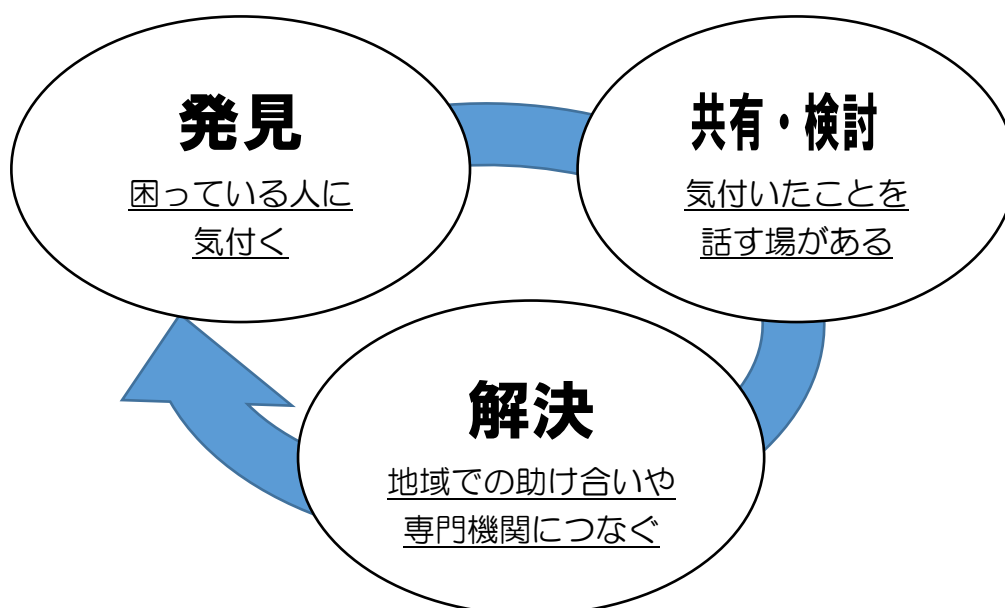 発見
困っている人に
気付く
共有・検討
気付いたことを
話す場がある
解決
地域での助け合いや
専門機関につなぐ